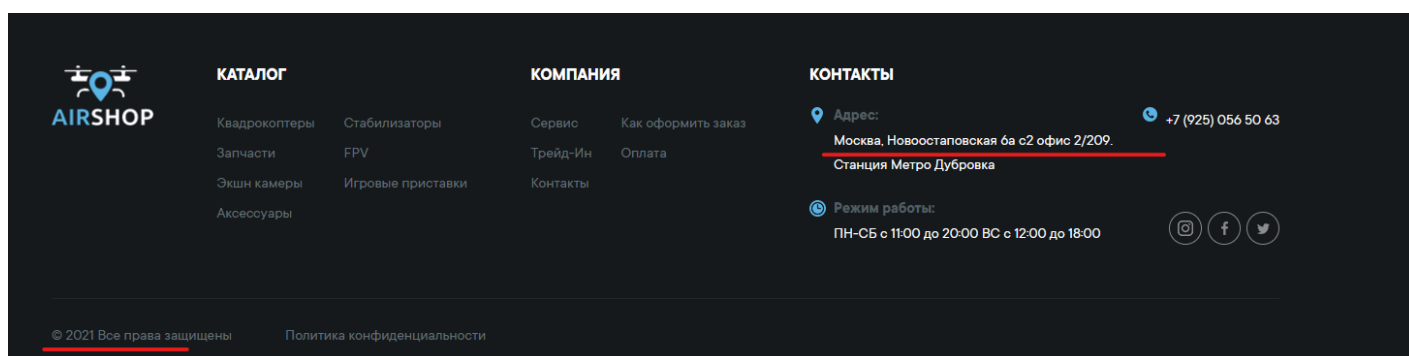 AIRSHOP
КАТАЛОГ
Квадрокоптеры
Запчасти
Экшн камеры
Аксессуары
Стабилизаторы
FPV
Игровые приставки
КОМПАНИЯ
Сервис
Трейд-Ин
Контакты
Как оформить заказ
Оплата
КОНТАКТЫ
Адрес:
Москва, Новоостаповская 6а с2 офис 2/209.
Станция Метро Дубровка
+7 (925) 056 50 63
Режим работы:
ПН-СБ с 11:00 до 20:00 ВС с 12:00 до 18:00
© 2021 Все права защищены
Политика конфиденциальности